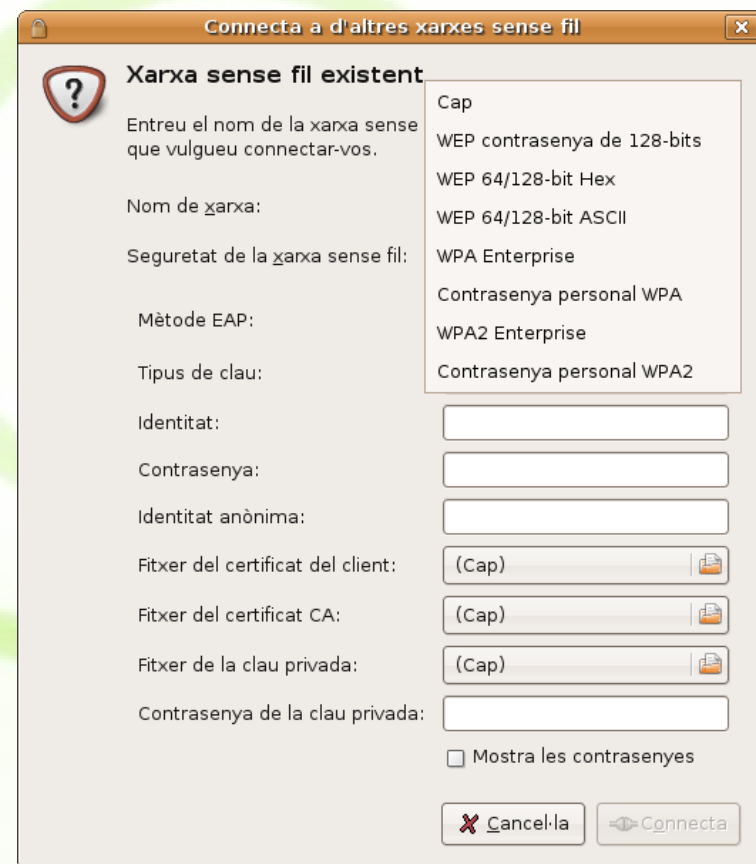 Connecta a d'altres xarxes sense fil
Xarxa sense fil existent
Entreu el nom de la xarxa sense
que vulgueu connectar-vos.
Nom de xarxa:
Seguretat de la xarxa sense fil:
Cap
WEP contrasenya de 128-bits
WEP 64/128-bit Hex
WEP 64/128-bit ASCII
WPA Enterprise
Contrasenya personal WPA
WPA2 Enterprise
Contrasenya personal WPA2
Mètode EAP:
Tipus de clau:
Identitat:
Contrasenya:
Identitat anònima:
Fitxer del certificat del client: (Cap)
Fitxer del certificat CA: (Cap)
Fitxer de la clau privada: (Cap)
Contrasenya de la clau privada:
Mostra les contrasenyes
Cancel·la Connecta